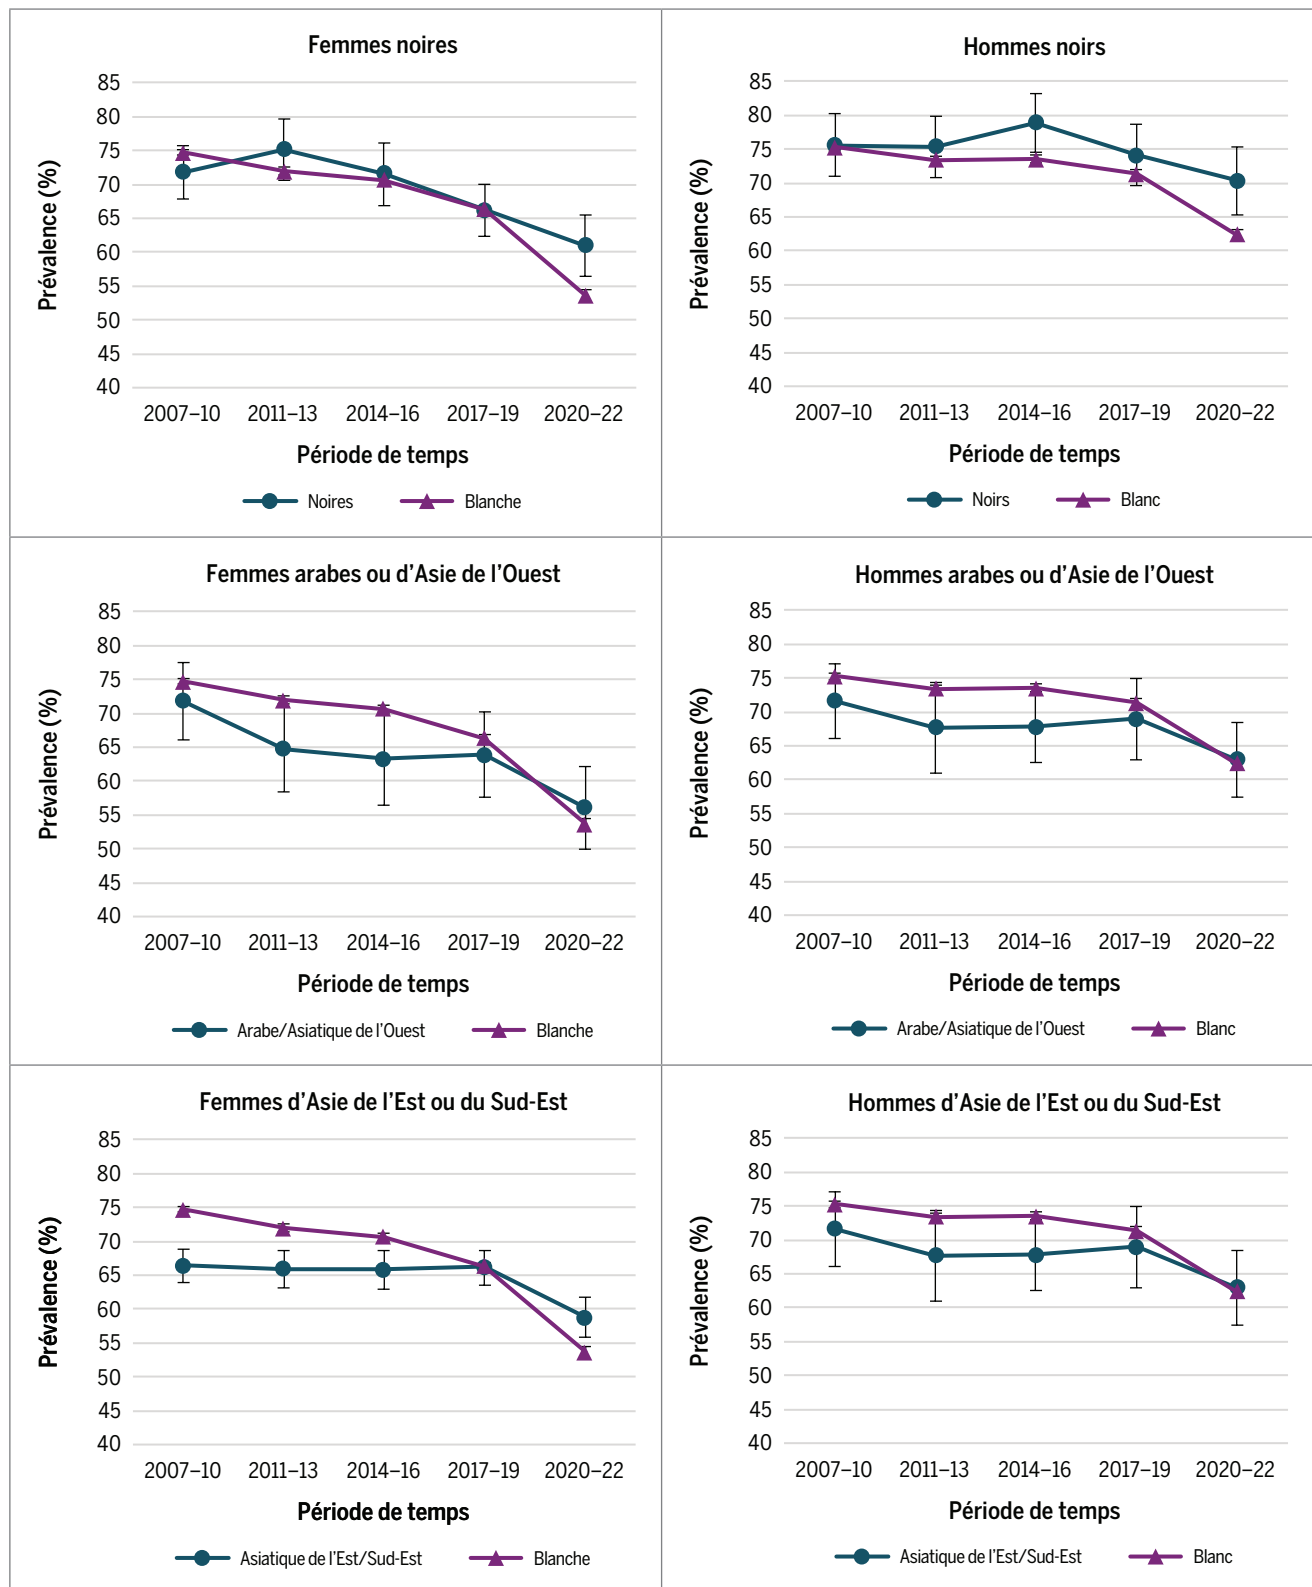 Femmes noires
Prévalence (%)
85
80
75
70
65
60
55
50
45
40
2007–10 2011–13 2014–16 2017–19 2020–22
Période de temps
Noires Blanche
Hommes noirs
Prévalence (%)
85
80
75
70
65
60
55
50
45
40
2007–10 2011–13 2014–16 2017–19 2020–22
Période de temps
Noirs Blanc
Femmes arabes ou d’Asie de l’Ouest
Prévalence (%)
85
80
75
70
65
60
55
50
45
40
2007–10 2011–13 2014–16 2017–19 2020–22
Période de temps
Arabe/Asiatique de l’Ouest Blanche
Hommes arabes ou d’Asie de l’Ouest
Prévalence (%)
85
80
75
70
65
60
55
50
45
40
2007–10 2011–13 2014–16 2017–19 2020–22
Période de temps
Arabe/Asiatique de l’Ouest Blanc
Femmes d’Asie de l’Est ou du Sud-Est
Prévalence (%)
85
80
75
70
65
60
55
50
45
40
2007–10 2011–13 2014–16 2017–19 2020–22
Période de temps
Asiatique de l’Est/Sud-Est Blanche
Hommes d’Asie de l’Est ou du Sud-Est
Prévalence (%)
85
80
75
70
65
60
55
50
45
40
2007–10 2011–13 2014–16 2017–19 2020–22
Période de temps
Asiatique de l’Est/Sud-Est Blanc